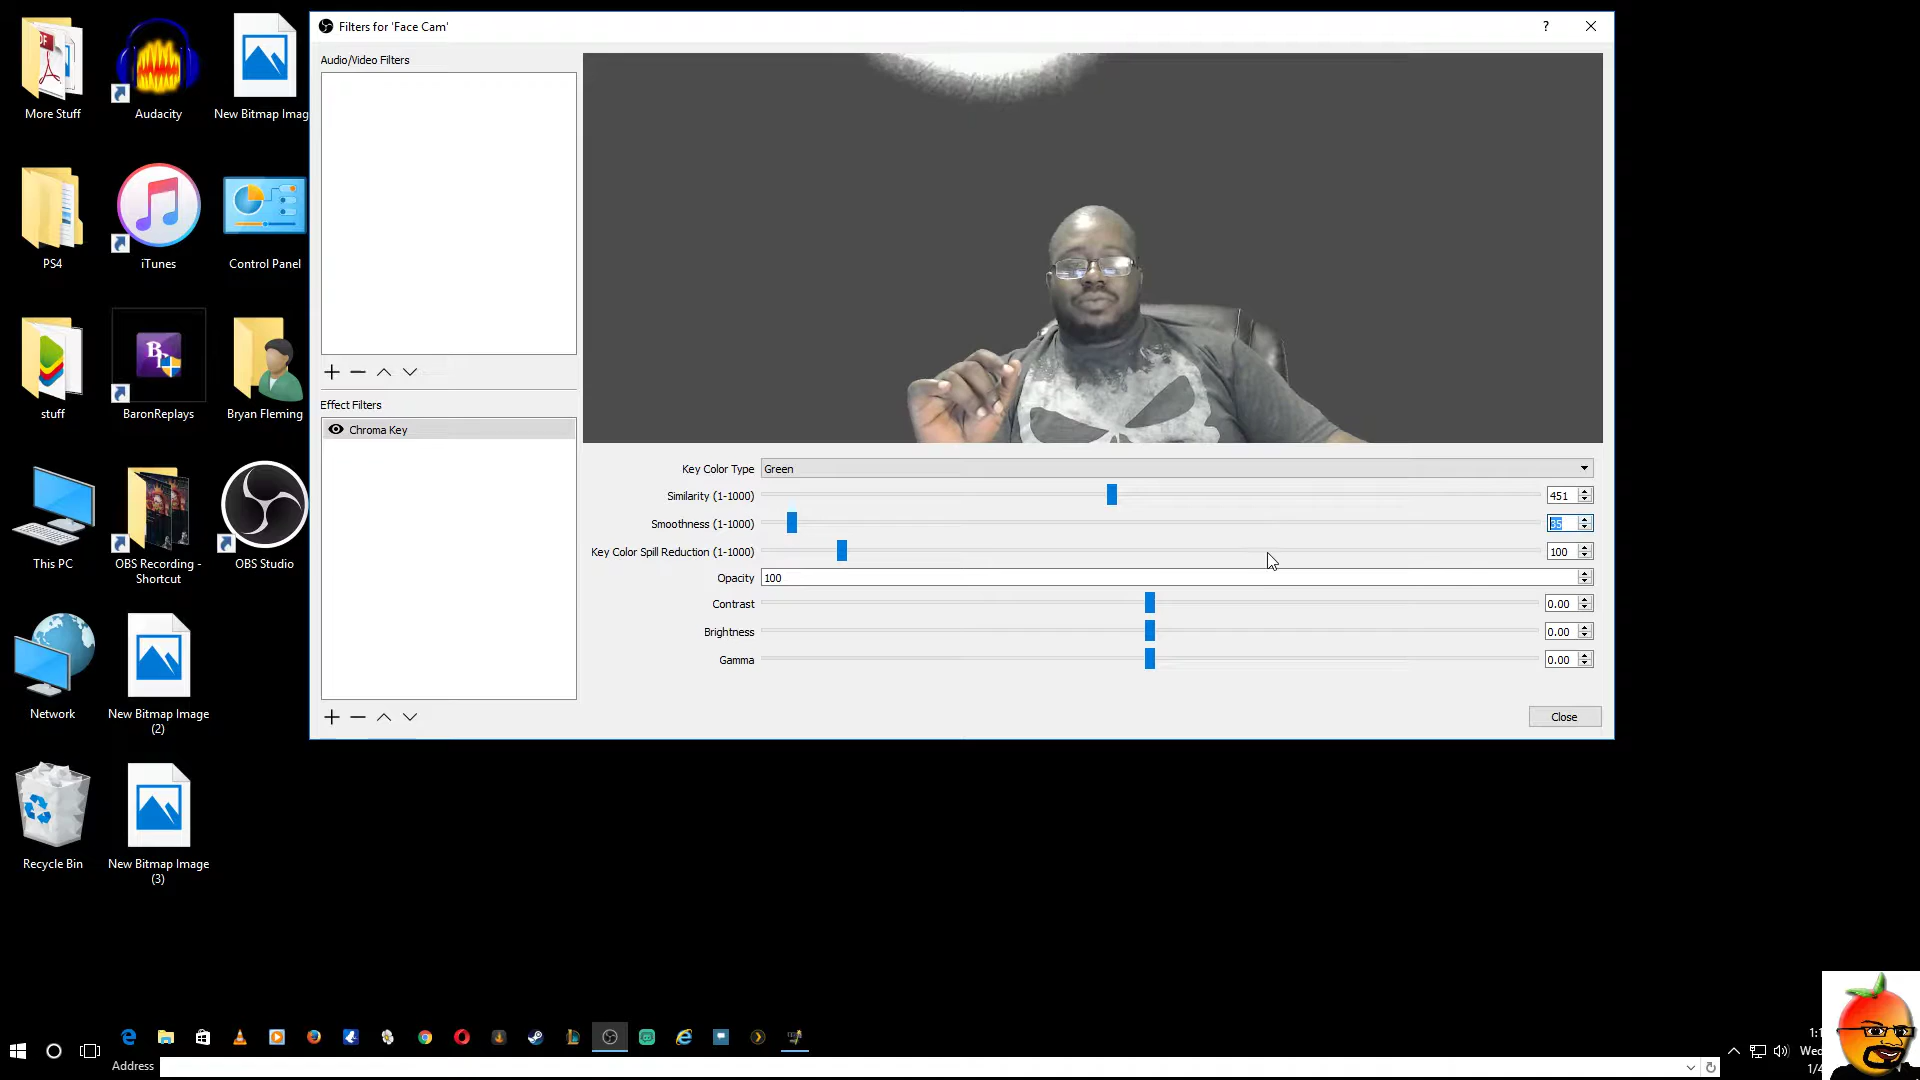 Filters for 'Face Cam'
?
Audio/Video Filters
Effect Filters
Chroma Key
Key Color Type
Green
Similarity (1-1000)
451
Smoothness (1-1000)
35
Key Color Spill Reduction (1-1000)
100
Opacity
100
Contrast
0.00
Brightness
0.00
Gamma
0.00
Close
More Stuff
Audacity
New Bitmap Imag
PS4
iTunes
Control Panel
stuff
BaronReplays
Bryan Fleming
This PC
OBS Recording -
Shortcut
OBS Studio
Network
New Bitmap Image
(2)
Recycle Bin
New Bitmap Image
(3)
Address
Wed